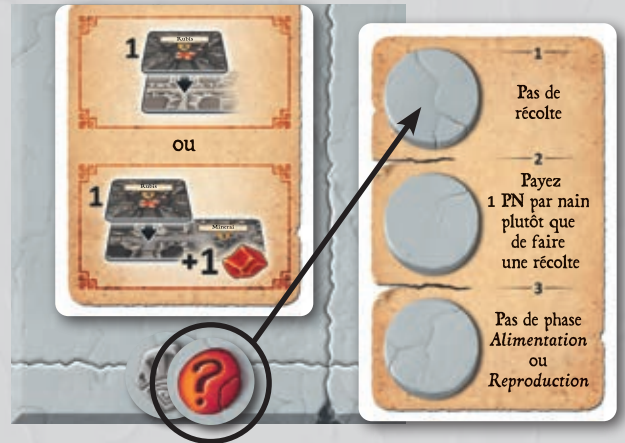 1
Rubis
ou
1
Rubis
Minerai
+1
?
1
Pas de
récolte
2
Payez
1 PN par nain
plutôt que
de faire
une récolte
3
Pas de phase
Alimentation
ou
Reproduction